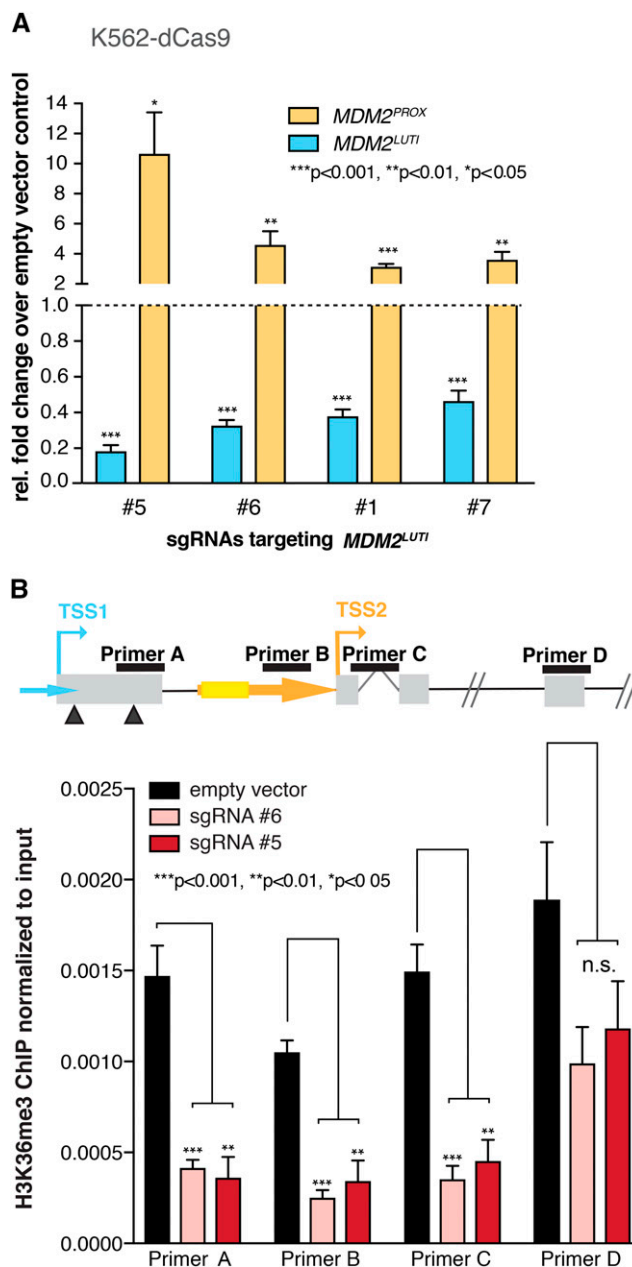 A
K562-dCas9
rel. fold change over empty vector control
14
12
10
8
6
4
2
1.0
0.8
0.6
0.4
0.2
0.0
MDM2PROX
MDM2LUTI
***p<0.001, **p<0.01, *p<0.05
* ** *** **
*** *** *** ***
#5 #6 #1 #7
sgRNAs targeting MDM2LUTI
B
TSS1 TSS2
Primer A Primer B Primer C Primer D
H3K36me3 ChIP normalized to input
0.0025
0.0020
0.0015
0.0010
0.0005
0.0000
empty vector
sgRNA #6
sgRNA #5
***p<0.001, **p<0.01, *p<0 05
n.s.
*** ** *** ** *** **
Primer A Primer B Primer C Primer D